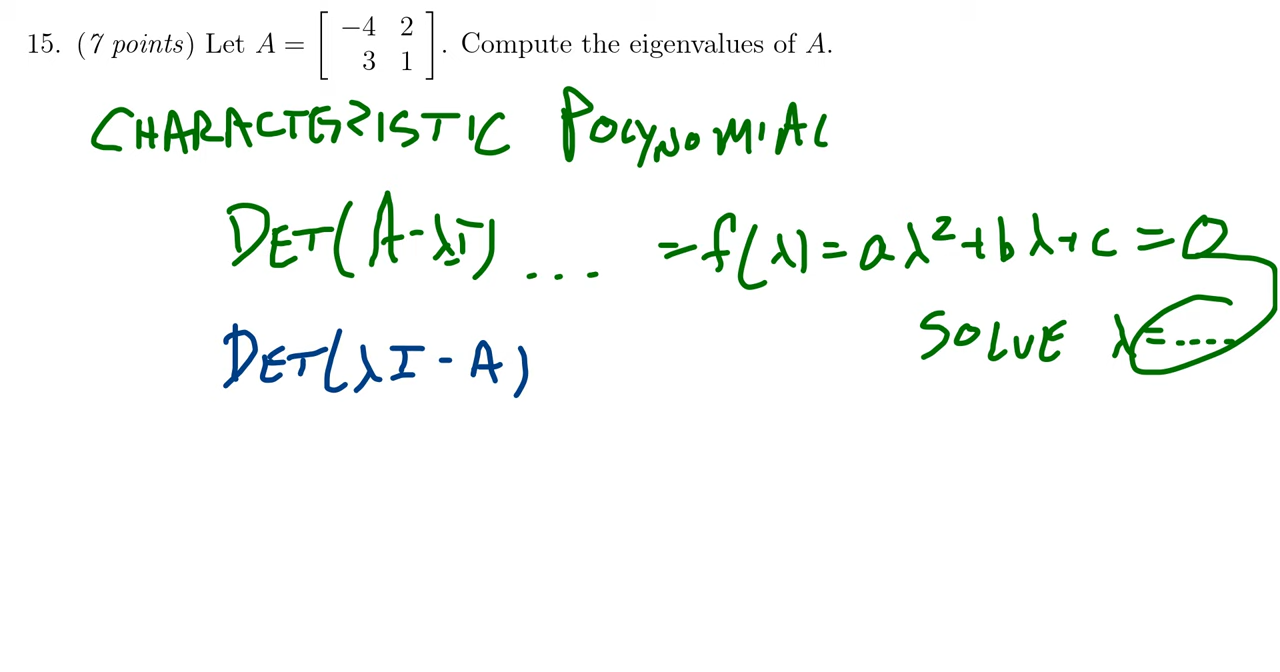 15. (7 points) Let A = [ −4 2 ; 3 1 ]. Compute the eigenvalues of A.
CHARACTERISTIC POLYNOMIAL
DET(A-λI) ... = f(λ) = aλ²+bλ+c = 0
SOLVE λ=.....
DET(λI - A)